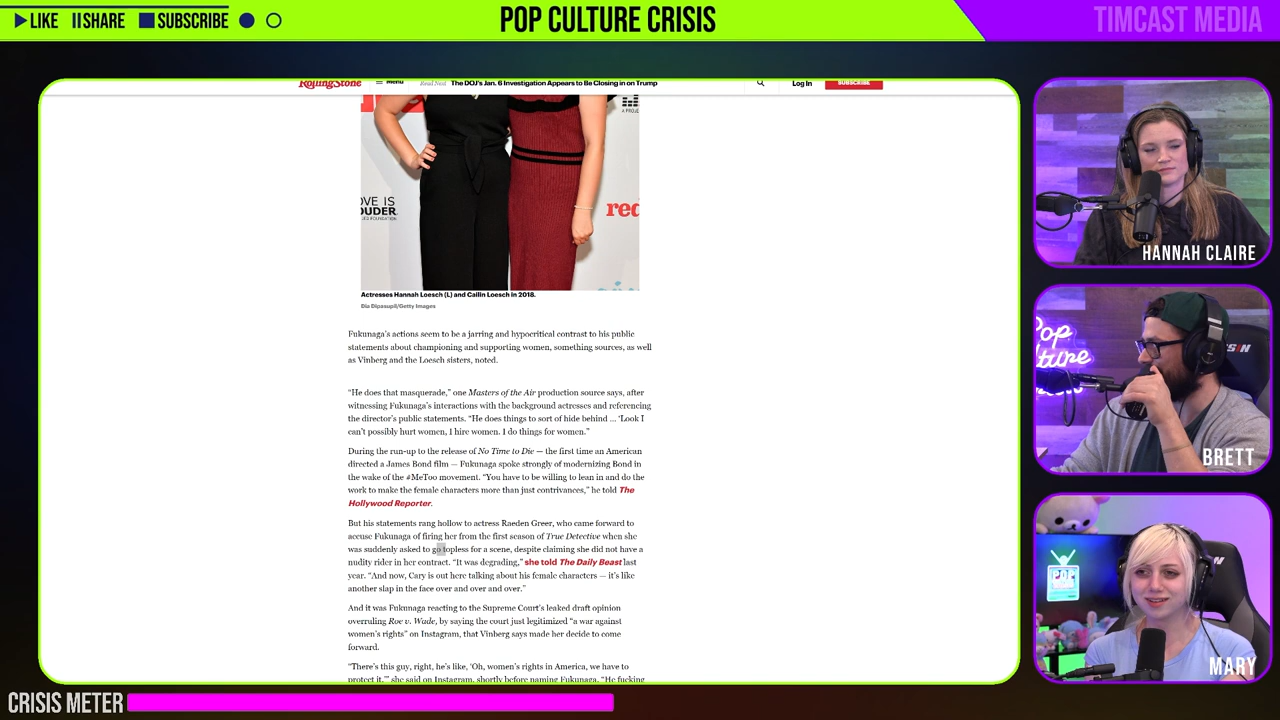 LIKE SHARE SUBSCRIBE
POP CULTURE CRISIS
TIMCAST MEDIA
RollingStone Menu Read Next The DOJ's Jan. 6 Investigation Appears to Be Closing in on Trump Log In SUBSCRIBE
OVE IS
OUDER
red
Actresses Hannah Loesch (L) and Cailin Loesch in 2018.
Dia Dipasupil/Getty Images
Fukunaga's actions seem to be a jarring and hypocritical contrast to his public
statements about championing and supporting women, something sources, as well
as Vinberg and the Loesch sisters, noted.
"He does that masquerade," one Masters of the Air production source says, after
witnessing Fukunaga's interactions with the background actresses and referencing
the director's public statements. "He does things to sort of hide behind ... 'Look I
can't possibly hurt women, I hire women. I do things for women."
During the run-up to the release of No Time to Die — the first time an American
directed a James Bond film — Fukunaga spoke strongly of modernizing Bond in
the wake of the #MeToo movement. "You have to be willing to lean in and do the
work to make the female characters more than just contrivances," he told The
Hollywood Reporter.
But his statements rang hollow to actress Raeden Greer, who came forward to
accuse Fukunaga of firing her from the first season of True Detective when she
was suddenly asked to go topless for a scene, despite claiming she did not have a
nudity rider in her contract. "It was degrading," she told The Daily Beast last
year. "And now, Cary is out here talking about his female characters — it's like
another slap in the face over and over and over."
And it was Fukunaga reacting to the Supreme Court's leaked draft opinion
overruling Roe v. Wade, by saying the court just legitimized "a war against
women's rights" on Instagram, that Vinberg says made her decide to come
forward.
"There's this guy, right, he's like, 'Oh, women's rights in America, we have to
protect it,'" she said on Instagram, shortly before naming Fukunaga. "He fucking
HANNAH CLAIRE
Pop
BRETT
POP
MARY
CRISIS METER